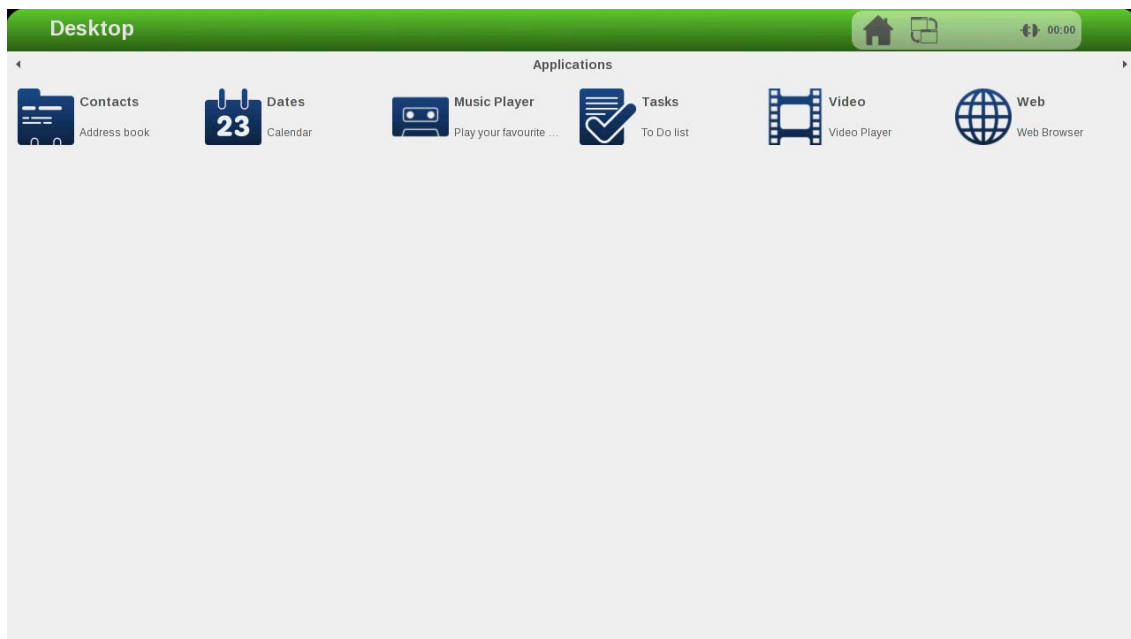 Desktop
00:00
Applications
Contacts
Address book
23
Dates
Calendar
Music Player
Play your favourite ...
Tasks
To Do list
Video
Video Player
Web
Web Browser